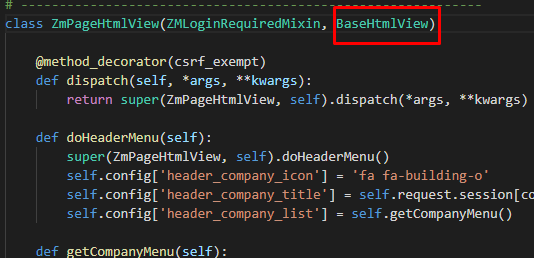 # -------------------------------------------------------------
class ZmPageHtmlView(ZMLoginRequiredMixin, BaseHtmlView)
@method_decorator(csrf_exempt)
def dispatch(self, *args, **kwargs):
return super(ZmPageHtmlView, self).dispatch(*args, **kwargs)
def doHeaderMenu(self):
super(ZmPageHtmlView, self).doHeaderMenu()
self.config['header_company_icon'] = 'fa fa-building-o'
self.config['header_company_title'] = self.request.session[co
self.config['header_company_list'] = self.getCompanyMenu()
def getCompanyMenu(self):